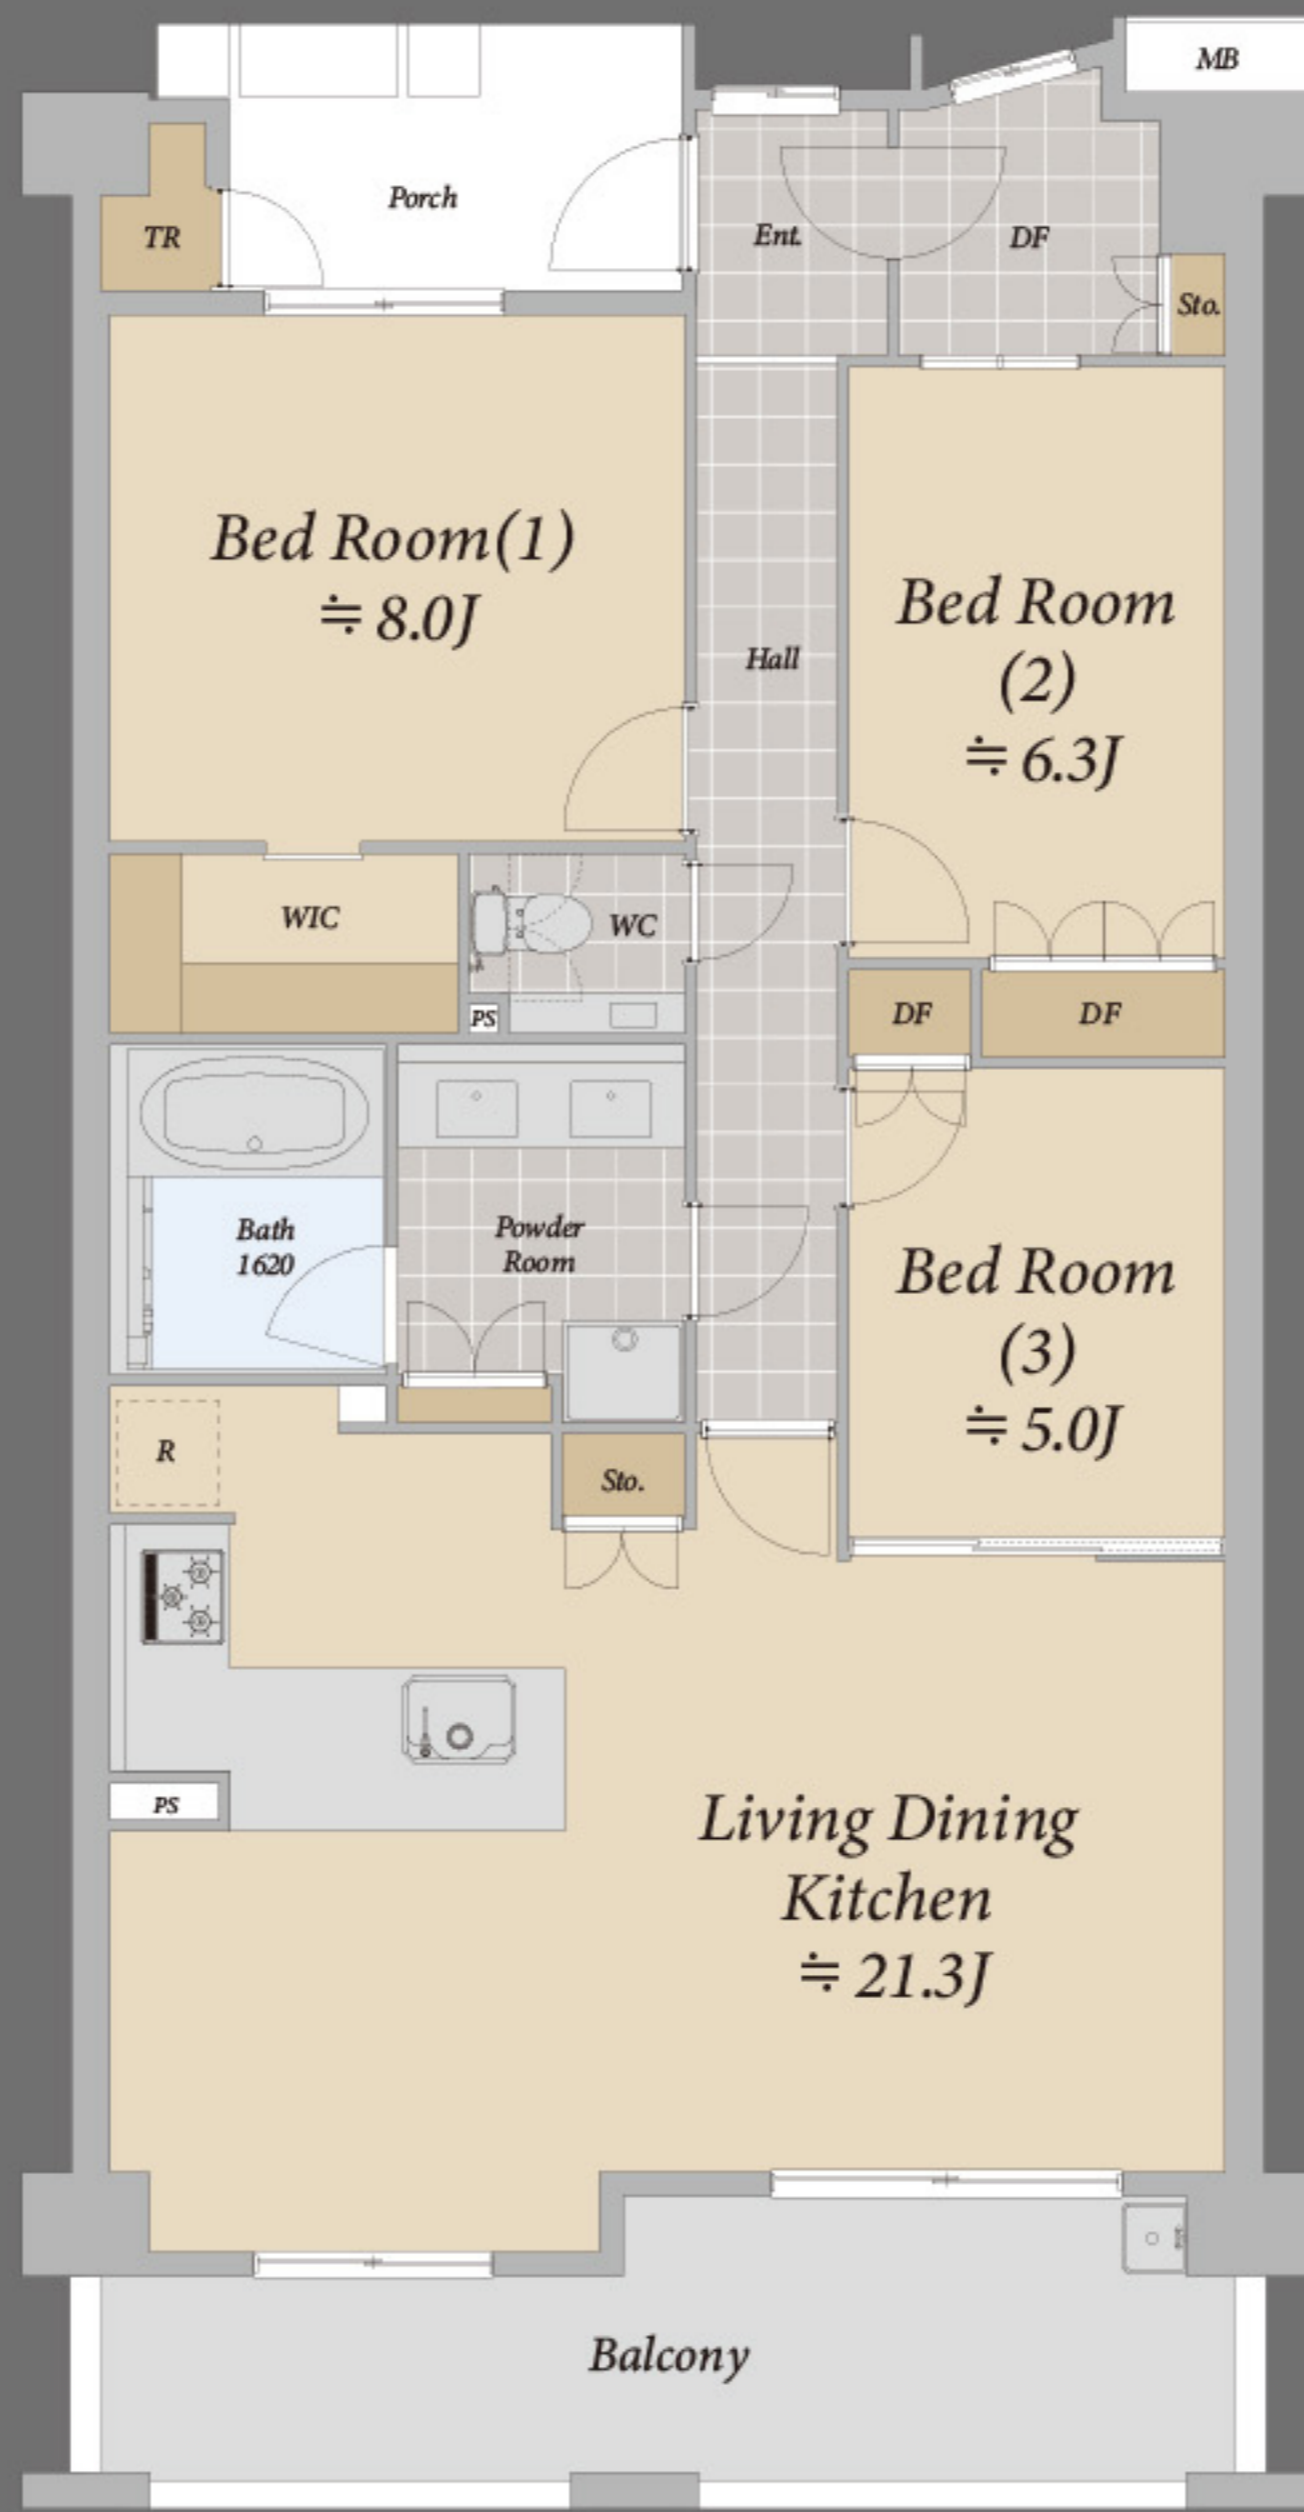 MB
Porch
TR
Ent.
DF
Sto.
Bed Room(1)
≒ 8.0J
Bed Room
(2)
≒ 6.3J
Hall
WIC
WC
PS
DF
DF
Bath
1620
Powder
Room
Bed Room
(3)
≒ 5.0J
R
Sto.
PS
Living Dining
Kitchen
≒ 21.3J
Balcony